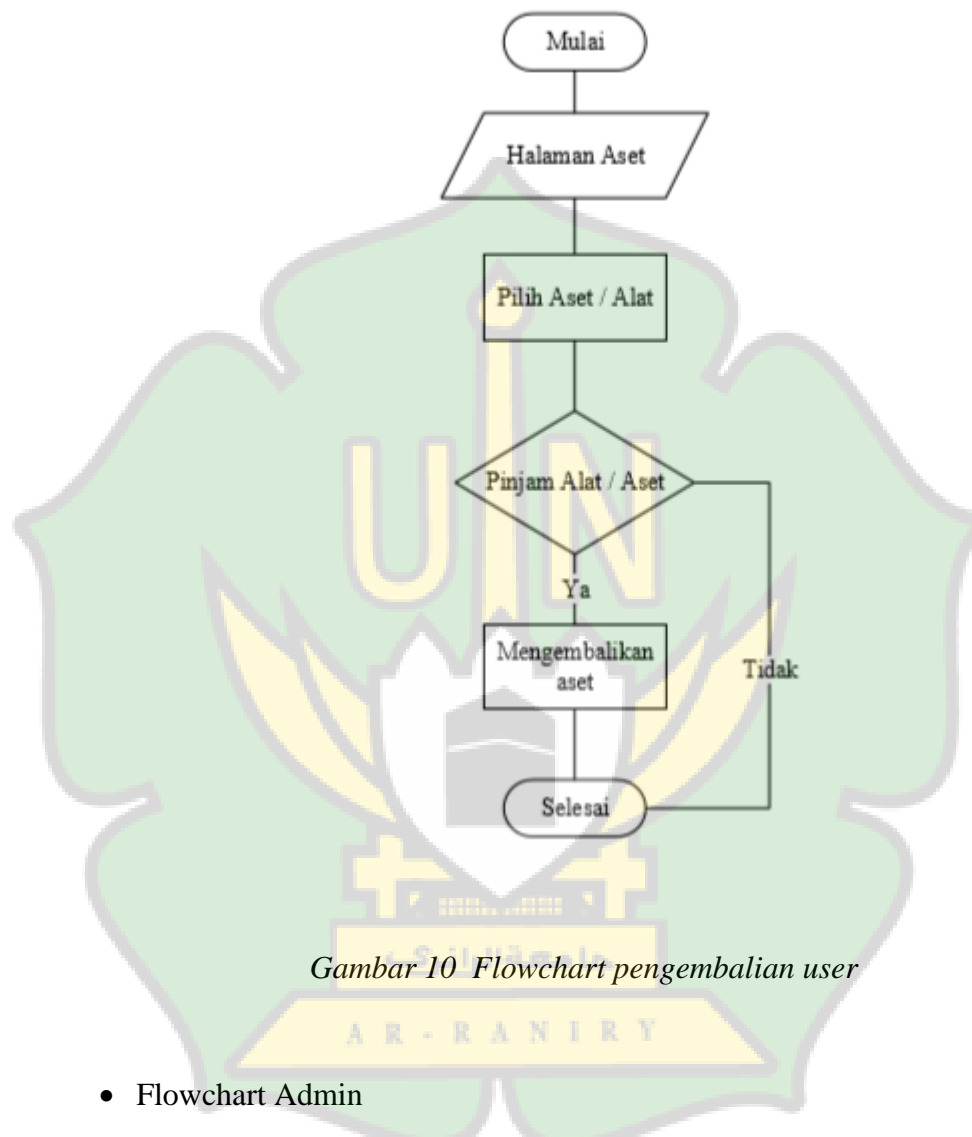 Mulai
Halaman Aset
Pilih Aset / Alat
Pinjam Alat / Aset
Ya
Mengembalikan
aset
Tidak
Selesai
UIN
Gambar 10 Flowchart pengembalian user
AR-RANIRY
• Flowchart Admin